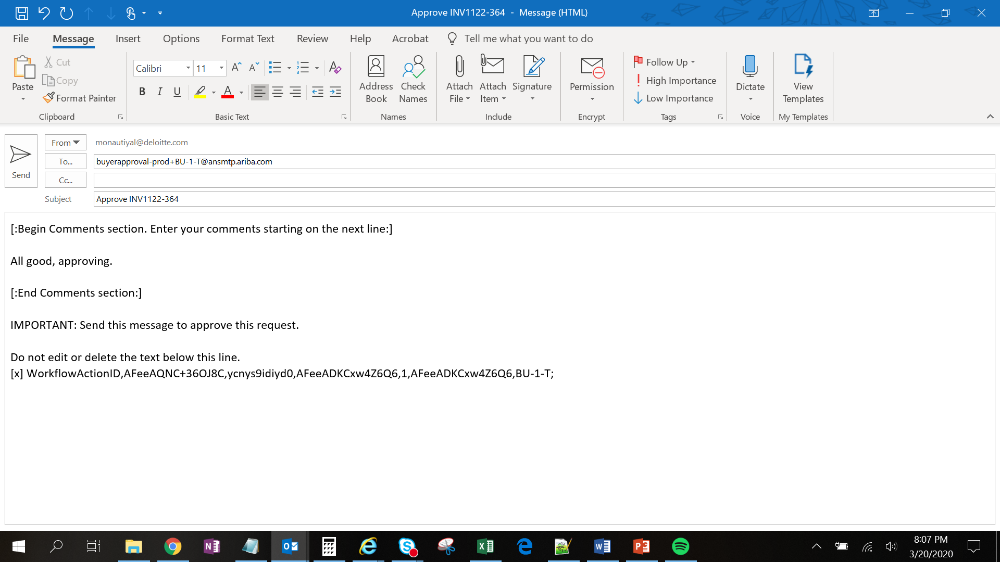 Approve INV1122-364 - Message (HTML)
File Message Insert Options Format Text Review Help Acrobat Tell me what you want to do
Paste
Cut
Copy
Format Painter
Clipboard
Calibri 11
B I U
Basic Text
Address Book
Check Names
Names
Attach File
Attach Item
Signature
Include
Permission
Encrypt
Follow Up
High Importance
Low Importance
Tags
Dictate
Voice
View Templates
My Templates
Send
From monautiyal@deloitte.com
To... buyerapproval-prod+BU-1-T@ansmtp.ariba.com
Cc...
Subject Approve INV1122-364
[:Begin Comments section. Enter your comments starting on the next line:]
All good, approving.
[:End Comments section:]
IMPORTANT: Send this message to approve this request.
Do not edit or delete the text below this line.
[x] WorkflowActionID,AFeeAQNC+36OJ8C,ycnys9idiyd0,AFeeADKCxw4Z6Q6,1,AFeeADKCxw4Z6Q6,BU-1-T;
8:07 PM
3/20/2020